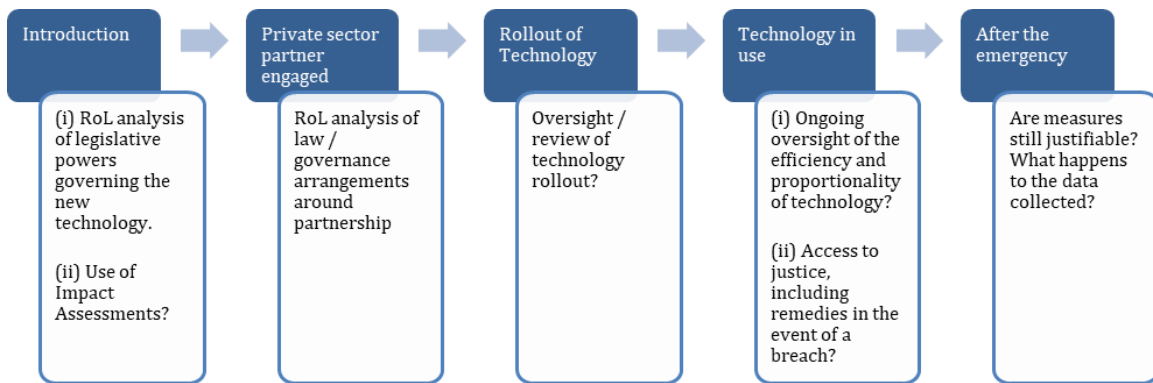 Introduction
(i) RoL analysis
of legislative
powers
governing the
new
technology.
(ii) Use of
Impact
Assessments?
Private sector
partner
engaged
RoL analysis of
law /
governance
arrangements
around
partnership
Rollout of
Technology
Oversight /
review of
technology
rollout?
Technology in
use
(i) Ongoing
oversight of the
efficiency and
proportionality
of technology?
(ii) Access to
justice,
including
remedies in the
event of a
breach?
After the
emergency
Are measures
still justifiable?
What happens
to the data
collected?